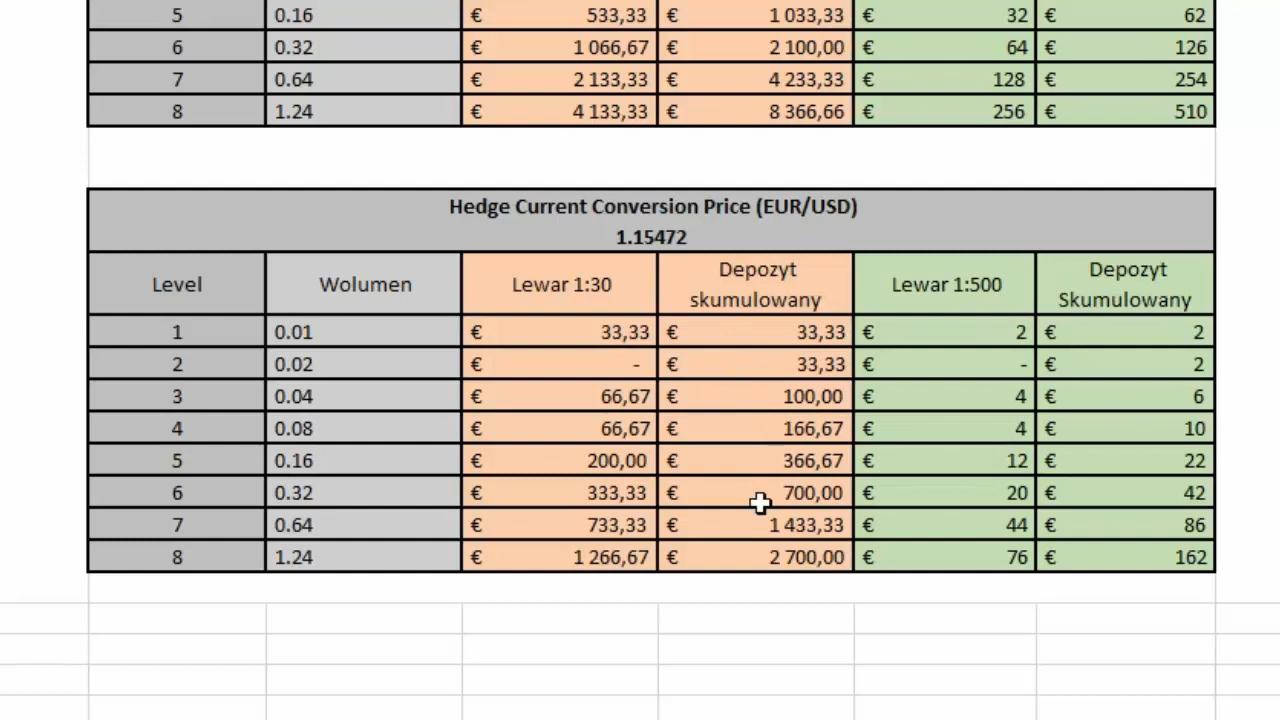 5 0.16 € 533,33 € 1 033,33 € 32 € 62
6 0.32 € 1 066,67 € 2 100,00 € 64 € 126
7 0.64 € 2 133,33 € 4 233,33 € 128 € 254
8 1.24 € 4 133,33 € 8 366,66 € 256 € 510
Hedge Current Conversion Price (EUR/USD)
1.15472
Level Wolumen Lewar 1:30 Depozyt skumulowany Lewar 1:500 Depozyt Skumulowany
1 0.01 € 33,33 € 33,33 € 2 € 2
2 0.02 € - € 33,33 € - € 2
3 0.04 € 66,67 € 100,00 € 4 € 6
4 0.08 € 66,67 € 166,67 € 4 € 10
5 0.16 € 200,00 € 366,67 € 12 € 22
6 0.32 € 333,33 € 700,00 € 20 € 42
7 0.64 € 733,33 € 1 433,33 € 44 € 86
8 1.24 € 1 266,67 € 2 700,00 € 76 € 162